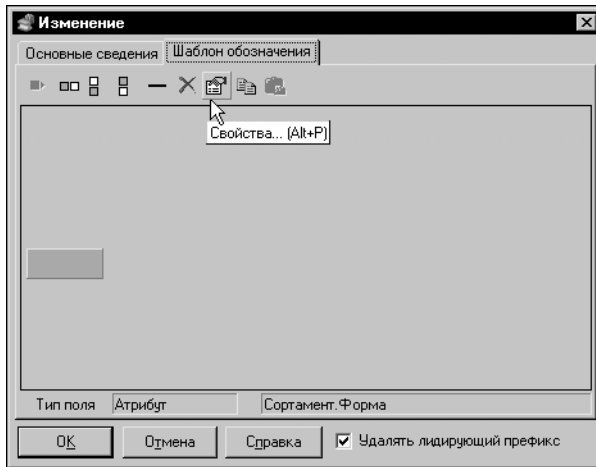 Изменение
Основные сведения Шаблон обозначения
Свойства... (Alt+P)
Тип поля Атрибут Сортамент.Форма
OK Отмена Справка Удалять лидирующий префикс